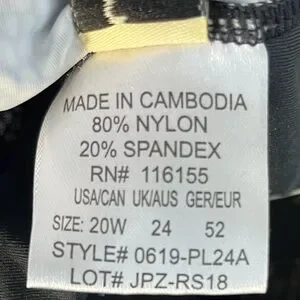 MADE IN CAMBODIA
80% NYLON
20% SPANDEX
RN# 116155
USA/CAN UK/AUS GER/EUR
SIZE: 20W 24 52
STYLE# 0619-PL24A
LOT# JPZ-RS18